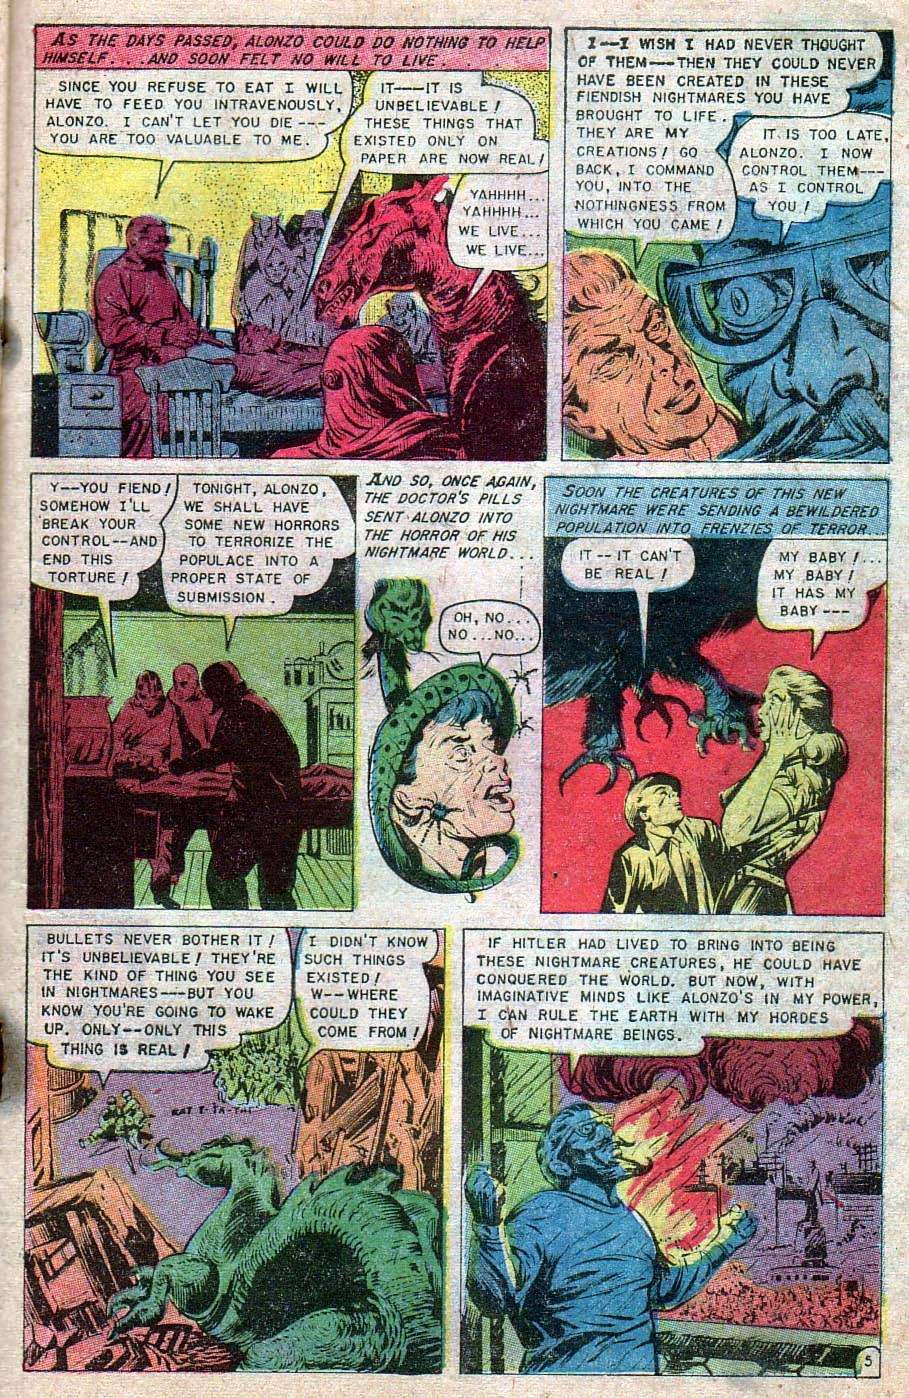 AS THE DAYS PASSED, ALONZO COULD DO NOTHING TO HELP
HIMSELF. . . .AND SOON FELT NO WILL TO LIVE. . . .
SINCE YOU REFUSE TO EAT I WILL
HAVE TO FEED YOU INTRAVENOUSLY,
ALONZO. I CAN'T LET YOU DIE---
YOU ARE TOO VALUABLE TO ME.
IT---IT IS
UNBELIEVABLE!
THESE THINGS THAT
EXISTED ONLY ON
PAPER ARE NOW REAL!
YAHHHH...
YAHHHH...
WE LIVE...
WE LIVE...
I--I WISH I HAD NEVER THOUGHT
OF THEM---THEN THEY COULD NEVER
HAVE BEEN CREATED IN THESE
FIENDISH NIGHTMARES YOU HAVE
BROUGHT TO LIFE.
THEY ARE MY
CREATIONS! GO
BACK, I COMMAND
YOU, INTO THE
NOTHINGNESS FROM
WHICH YOU CAME!
IT IS TOO LATE,
ALONZO. I NOW
CONTROL THEM---
AS I CONTROL
YOU!
Y--YOU FIEND!
SOMEHOW I'LL
BREAK YOUR
CONTROL--AND
END THIS
TORTURE!
TONIGHT, ALONZO,
WE SHALL HAVE
SOME NEW HORRORS
TO TERRORIZE THE
POPULACE INTO A
PROPER STATE OF
SUBMISSION.
AND SO, ONCE AGAIN,
THE DOCTOR'S PILLS
SENT ALONZO INTO
THE HORROR OF HIS
NIGHTMARE WORLD...
OH, NO...
NO...NO...
SOON THE CREATURES OF THIS NEW
NIGHTMARE WERE SENDING A BEWILDERED
POPULATION INTO FRENZIES OF TERROR...
IT--IT CAN'T
BE REAL!
MY BABY!...
MY BABY!
IT HAS MY
BABY---
BULLETS NEVER BOTHER IT!
IT'S UNBELIEVABLE! THEY'RE
THE KIND OF THING YOU SEE
IN NIGHTMARES---BUT YOU
KNOW YOU'RE GOING TO WAKE
UP. ONLY--ONLY THIS
THING IS REAL!
I DIDN'T KNOW
SUCH THINGS
EXISTED!
W---WHERE
COULD THEY
COME FROM!
RAT-T-TA-TAT
IF HITLER HAD LIVED TO BRING INTO BEING
THESE NIGHTMARE CREATURES, HE COULD HAVE
CONQUERED THE WORLD. BUT NOW, WITH
IMAGINATIVE MINDS LIKE ALONZO'S IN MY POWER,
I CAN RULE THE EARTH WITH MY HORDES
OF NIGHTMARE BEINGS.
5